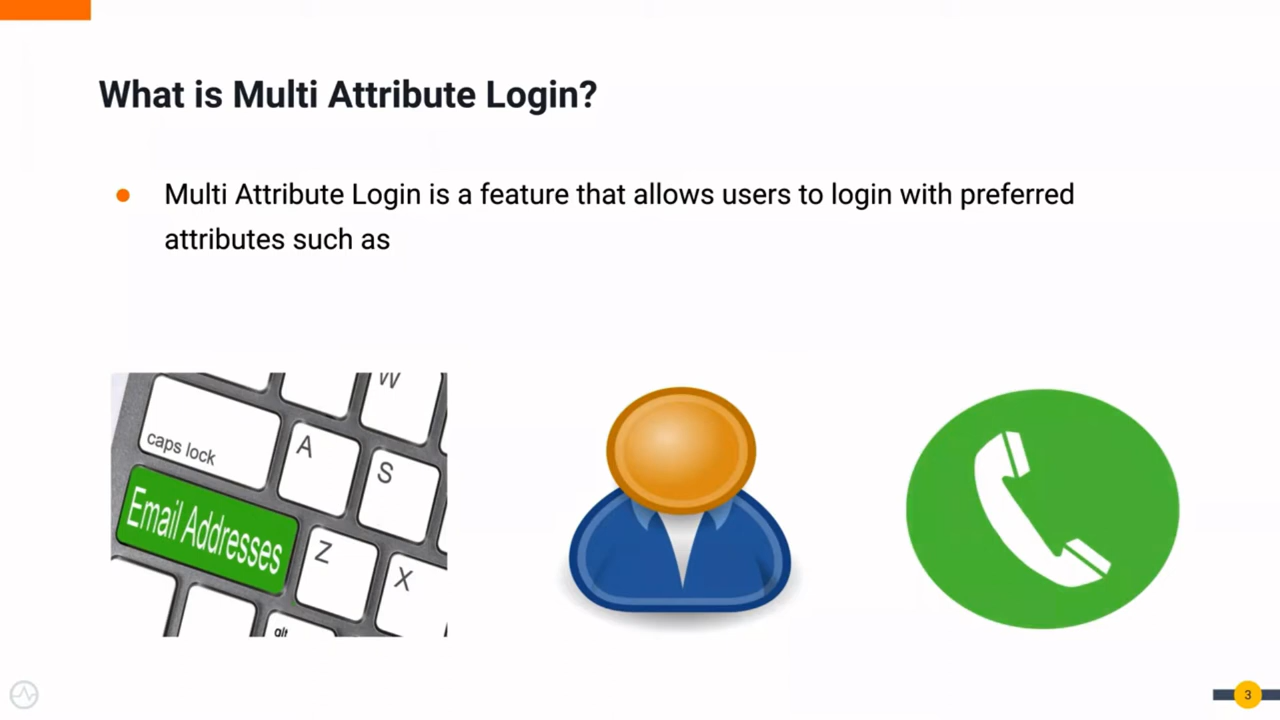 What is Multi Attribute Login?
Multi Attribute Login is a feature that allows users to login with preferred
attributes such as
W
caps lock
A
S
Email Addresses
Z
X
alt
3